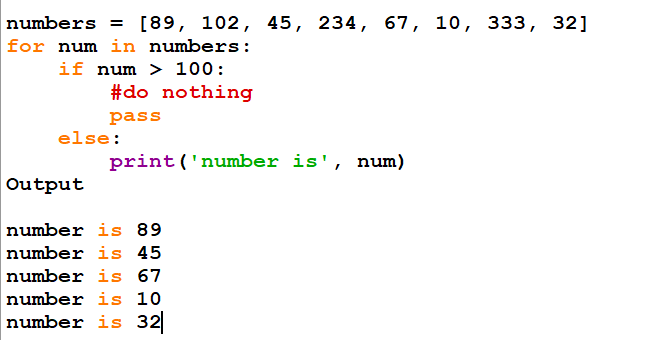 numbers = [89, 102, 45, 234, 67, 10, 333, 32]
for num in numbers:
    if num > 100:
        #do nothing
        pass
    else:
        print('number is', num)
Output

number is 89
number is 45
number is 67
number is 10
number is 32